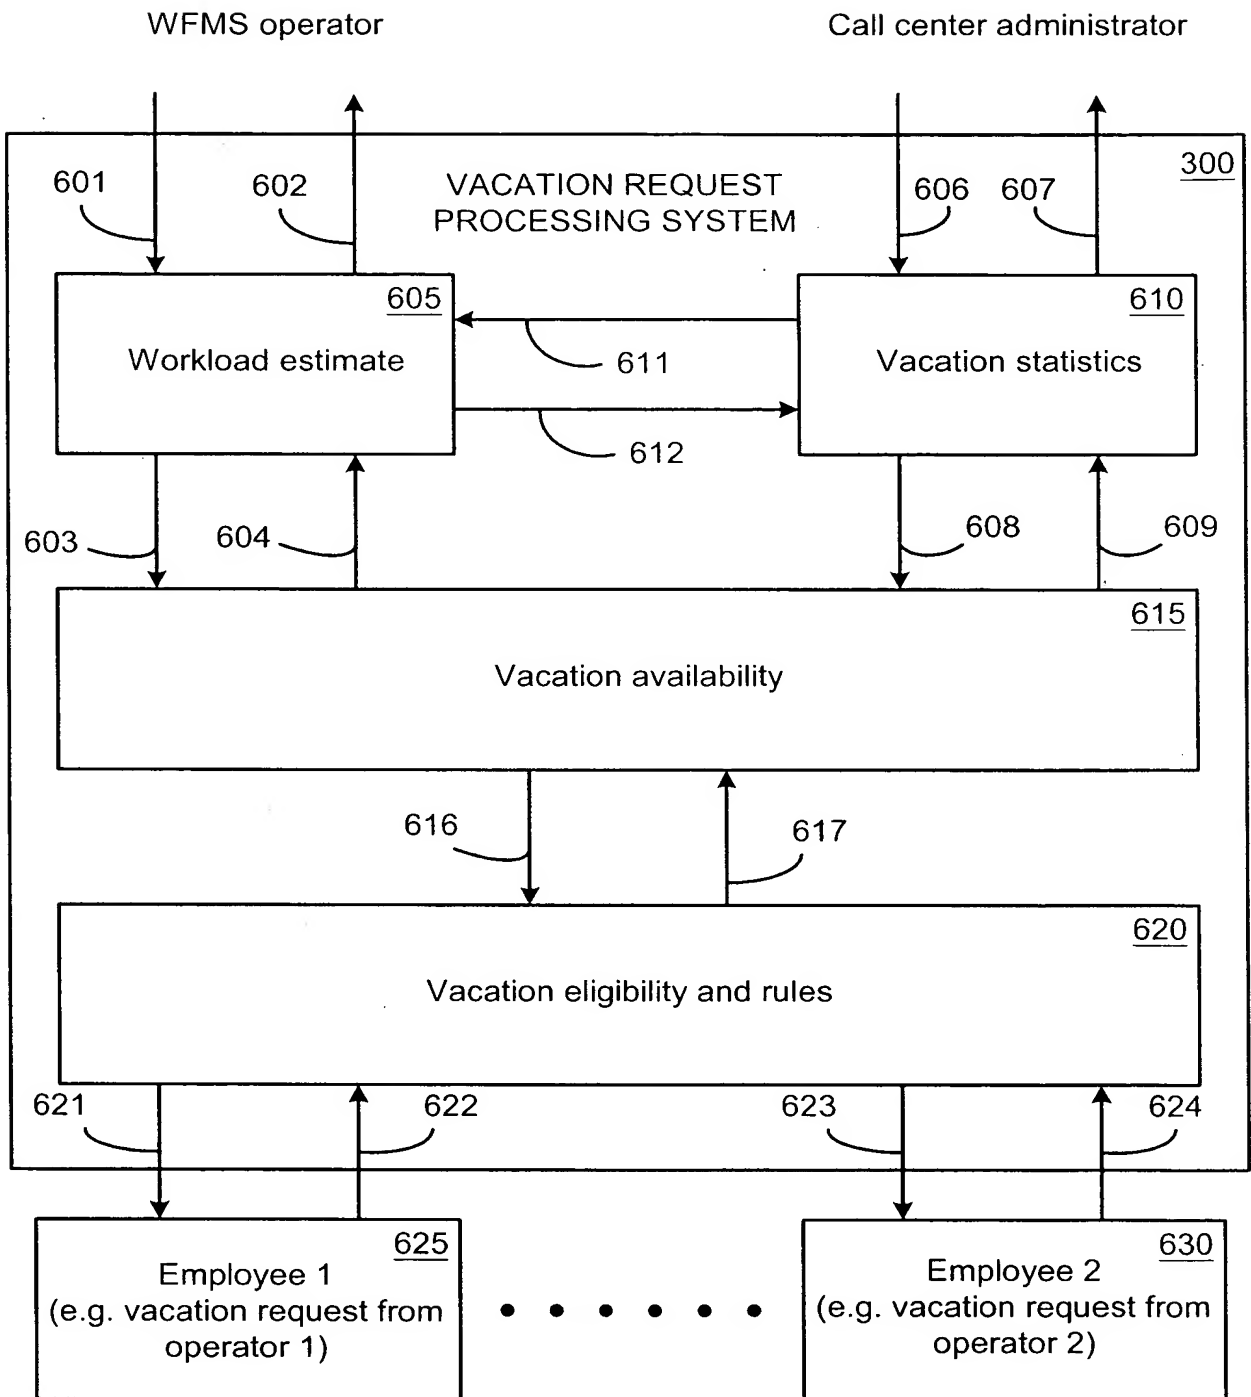 WFMS operator
Call center administrator
300
601
602
VACATION REQUEST
PROCESSING SYSTEM
606
607
605
Workload estimate
610
Vacation statistics
611
612
603
604
608
609
615
Vacation availability
616
617
620
Vacation eligibility and rules
621
622
623
624
625
Employee 1
(e.g. vacation request from
operator 1)
630
Employee 2
(e.g. vacation request from
operator 2)